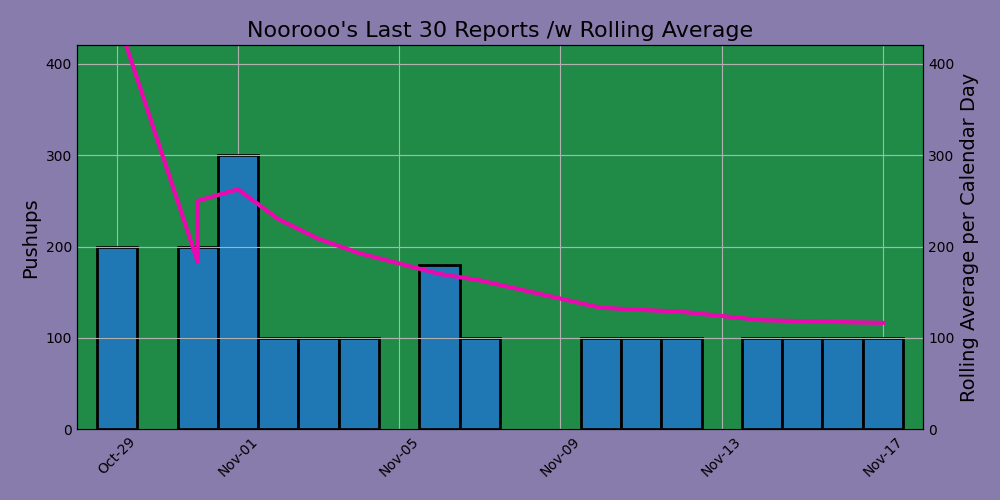 Noorooo's Last 30 Reports /w Rolling Average
Pushups
400
300
200
100
0
400
300
200
100
0
Rolling Average per Calendar Day
Oct-29
Nov-01
Nov-05
Nov-09
Nov-13
Nov-17